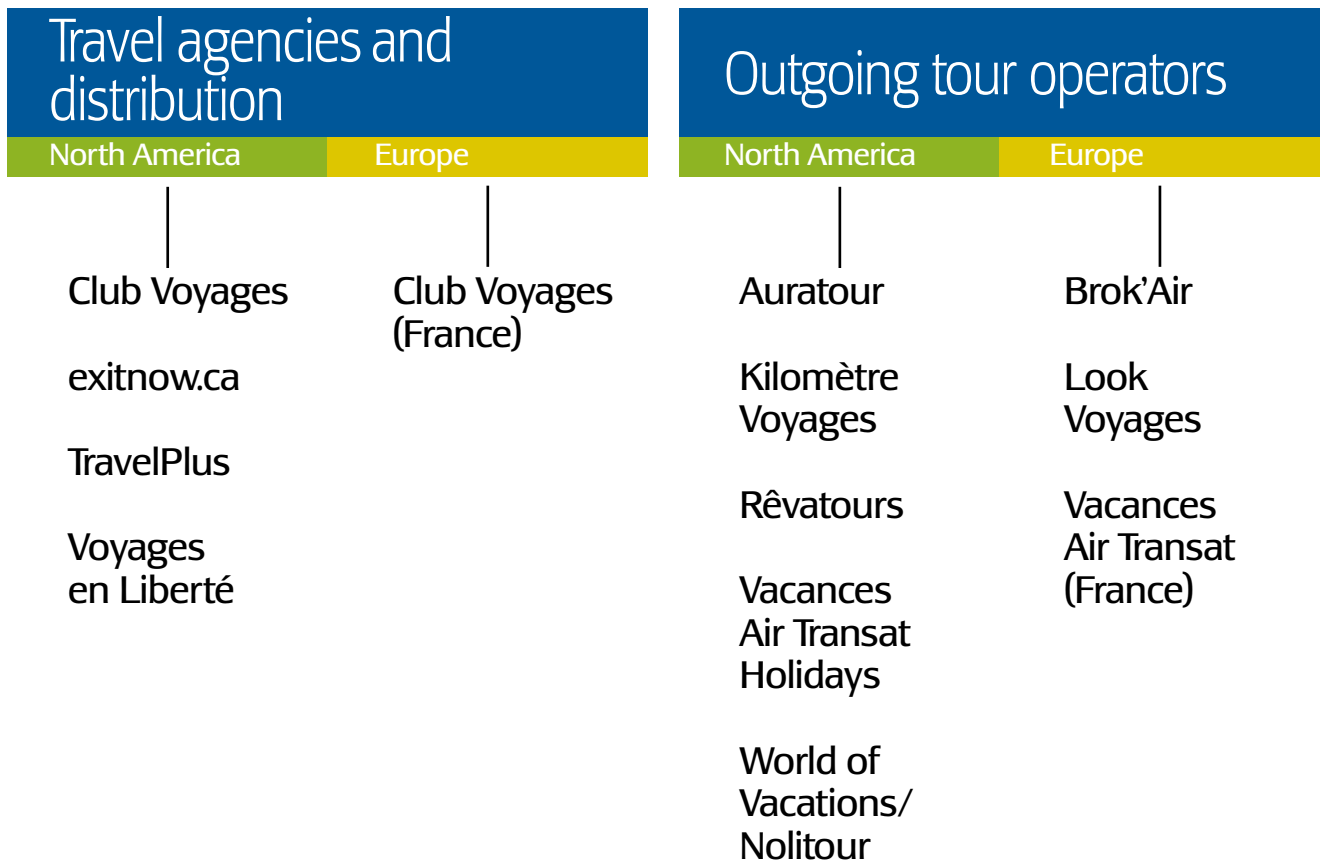 Travel agencies and
distribution
North America
Europe
Club Voyages
exitnow.ca
TravelPlus
Voyages
en Liberté
Club Voyages
(France)
Outgoing tour operators
North America
Europe
Auratour
Kilomètre
Voyages
Rêvatours
Vacances
Air Transat
Holidays
World of
Vacations/
Nolitour
Brok’Air
Look
Voyages
Vacances
Air Transat
(France)